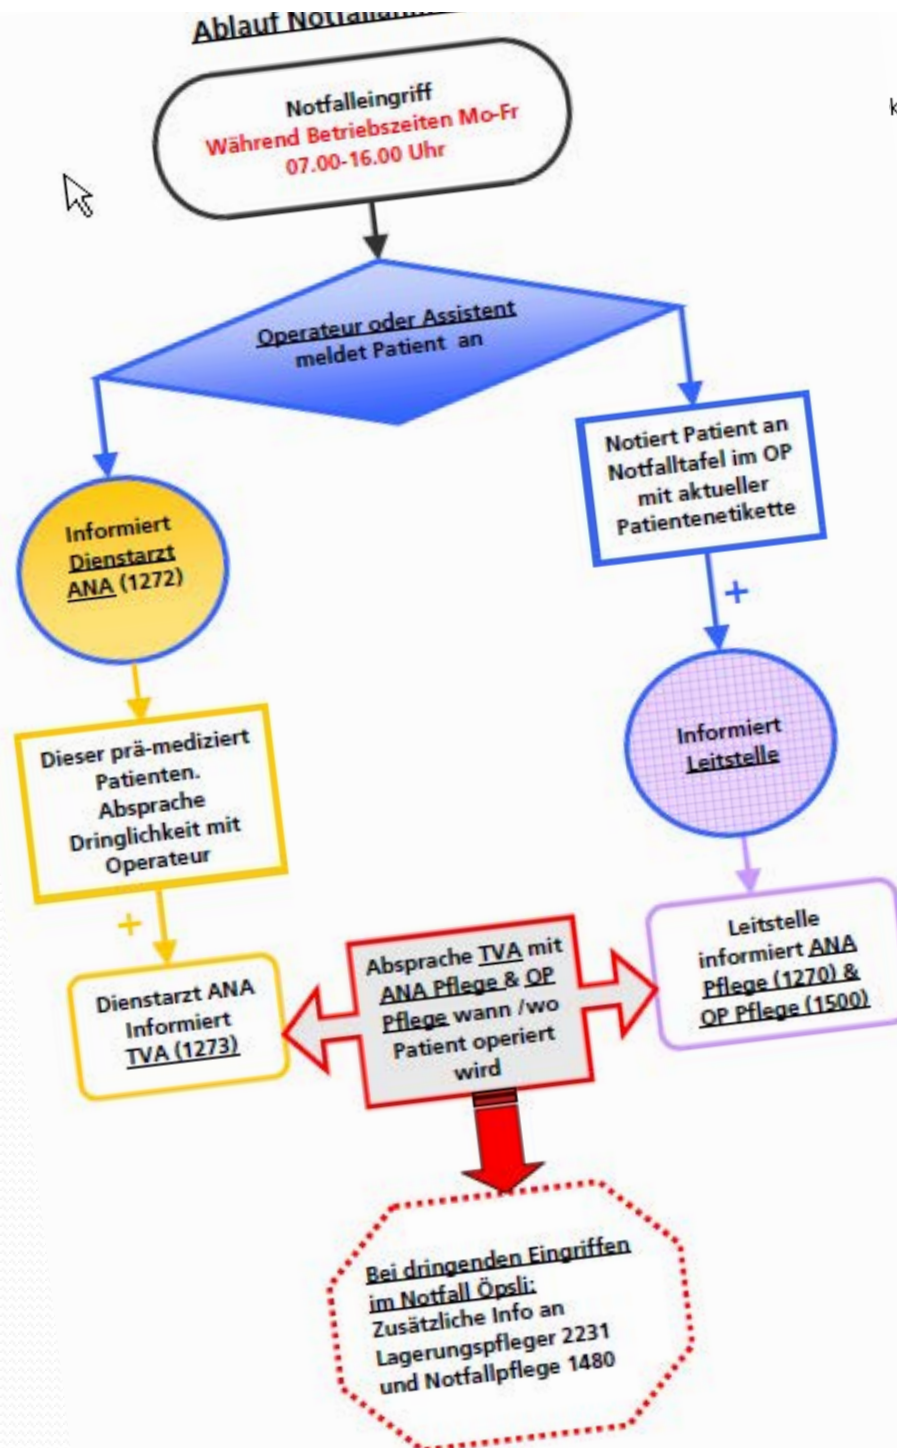 Ablauf
Notfalleingriff
Während Betriebszeiten Mo-Fr
07.00-16.00 Uhr
Operateur oder Assistent
meldet Patient an
Notiert Patient an
Notfalltafel im OP
mit aktueller
Patientenetikette
Informiert
Dienstarzt
ANA (1272)
+
Informiert
Leitstelle
Dieser prä-mediziert
Patienten.
Absprache
Dringlichkeit mit
Operateur
+
Dienstarzt ANA
Informiert
TVA (1273)
Absprache TVA mit
ANA Pflege & OP
Pflege wann /wo
Patient operiert
wird
Leitstelle
informiert ANA
Pflege (1270) &
OP Pflege (1500)
Bei dringenden Eingriffen
im Notfall Öpsli:
Zusätzliche Info an
Lagerungspfleger 2231
und Notfallpflege 1480